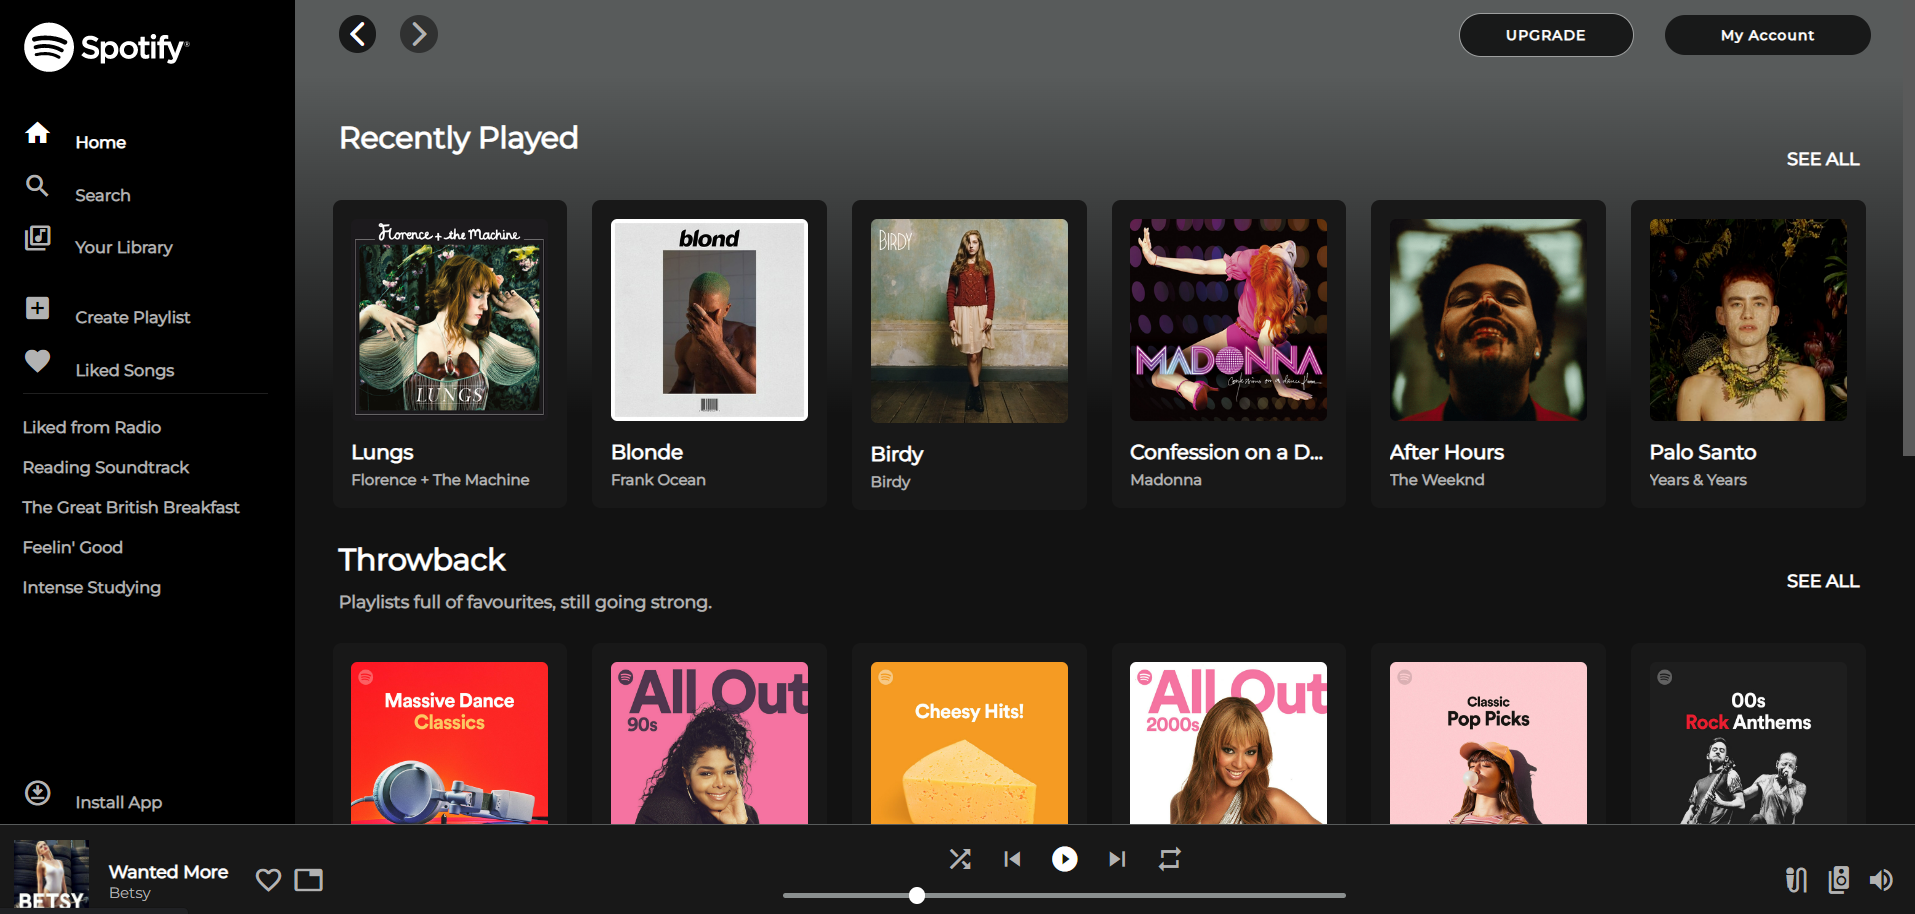 Spotify®
UPGRADE
My Account
Home
Search
Your Library
Create Playlist
Liked Songs
Liked from Radio
Reading Soundtrack
The Great British Breakfast
Feelin' Good
Intense Studying
Install App
Recently Played
SEE ALL
Florence + the Machine
LUNGS
Lungs
Florence + The Machine
blond
Blonde
Frank Ocean
BIRDY
Birdy
Birdy
MADONNA
Confessions on a dance floor
Confession on a D...
Madonna
After Hours
The Weeknd
Palo Santo
Years & Years
Throwback
SEE ALL
Playlists full of favourites, still going strong.
Massive Dance
Classics
All Out
90s
Cheesy Hits!
All Out
2000s
Classic
Pop Picks
00s
Rock Anthems
BETSY
Wanted More
Betsy